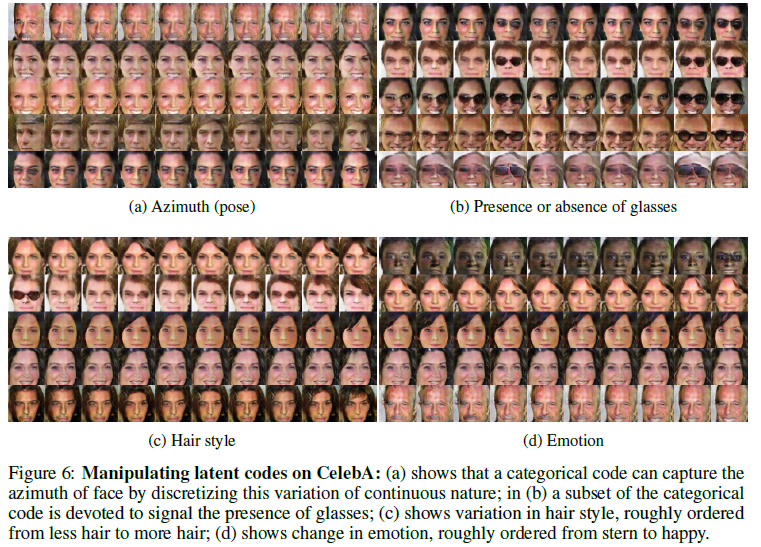 (a) Azimuth (pose)
(b) Presence or absence of glasses
(c) Hair style
(d) Emotion
Figure 6: Manipulating latent codes on CelebA: (a) shows that a categorical code can capture the
azimuth of face by discretizing this variation of continuous nature; in (b) a subset of the categorical
code is devoted to signal the presence of glasses; (c) shows variation in hair style, roughly ordered
from less hair to more hair; (d) shows change in emotion, roughly ordered from stern to happy.